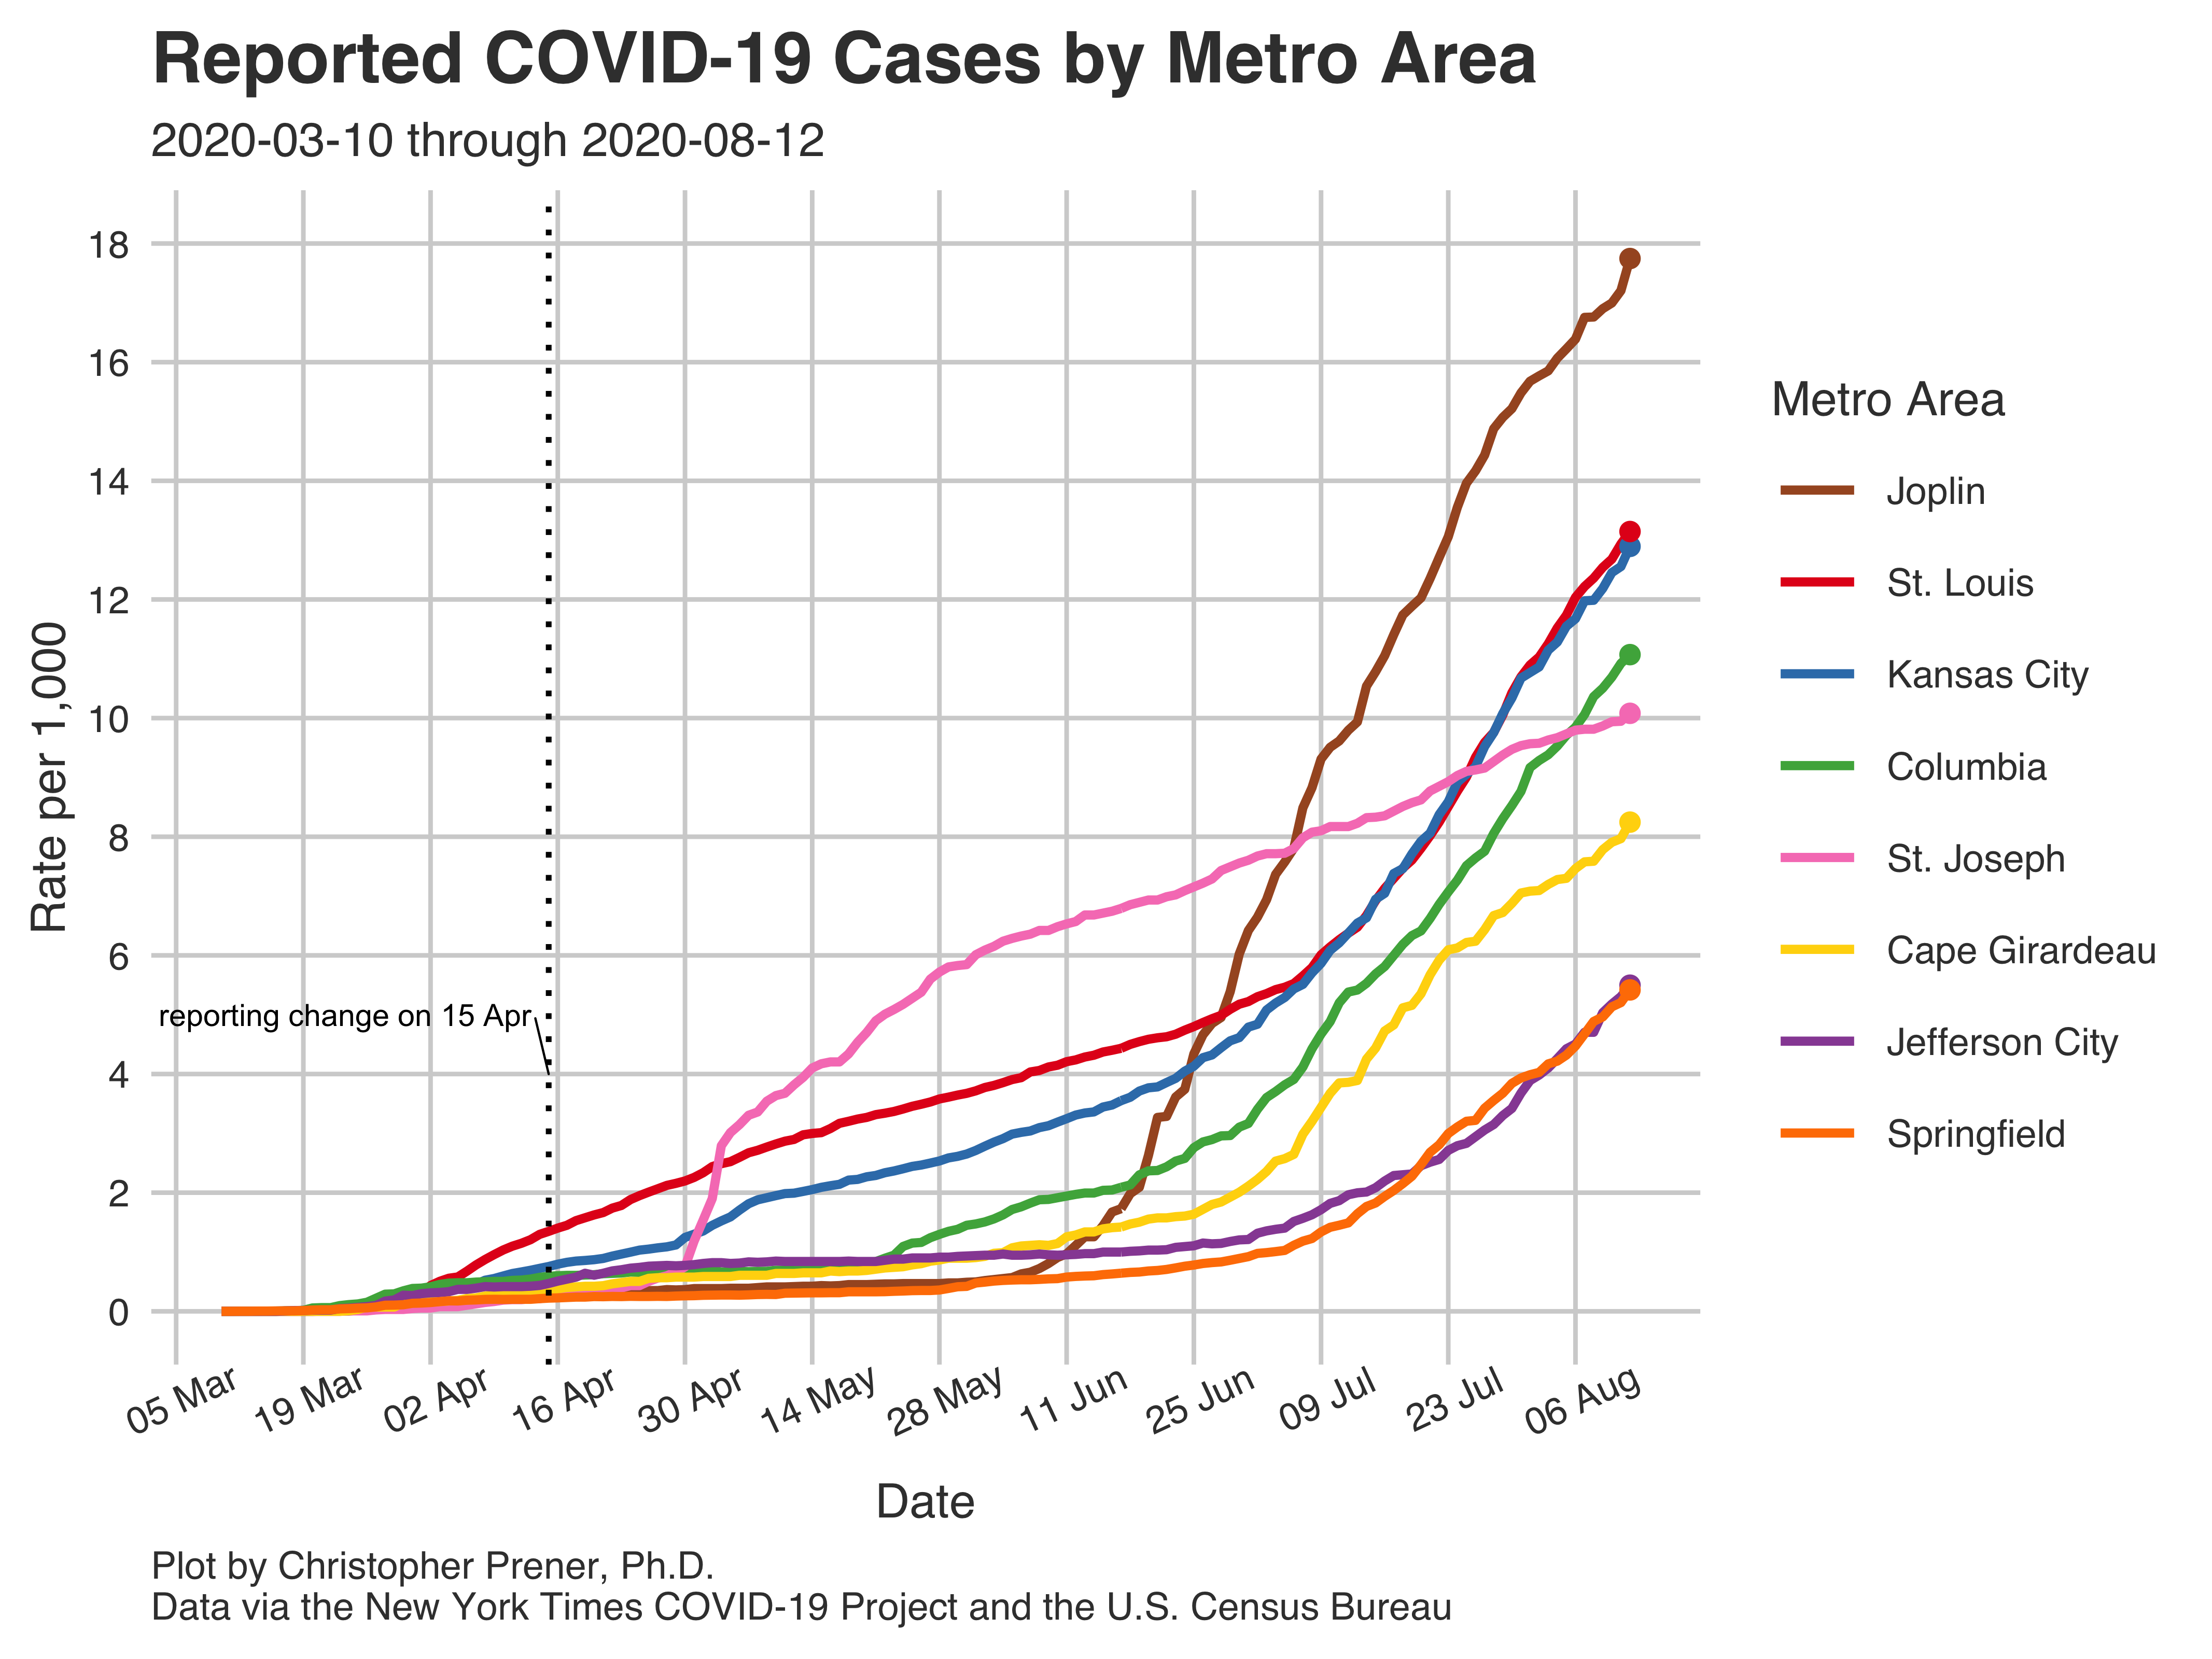 Reported COVID-19 Cases by Metro Area
2020-03-10 through 2020-08-12
Rate per 1,000
18
16
14
12
10
8
6
4
2
0
reporting change on 15 Apr
05 Mar
19 Mar
02 Apr
16 Apr
30 Apr
14 May
28 May
11 Jun
25 Jun
09 Jul
23 Jul
06 Aug
Date
Metro Area
Joplin
St. Louis
Kansas City
Columbia
St. Joseph
Cape Girardeau
Jefferson City
Springfield
Plot by Christopher Prener, Ph.D.
Data via the New York Times COVID-19 Project and the U.S. Census Bureau